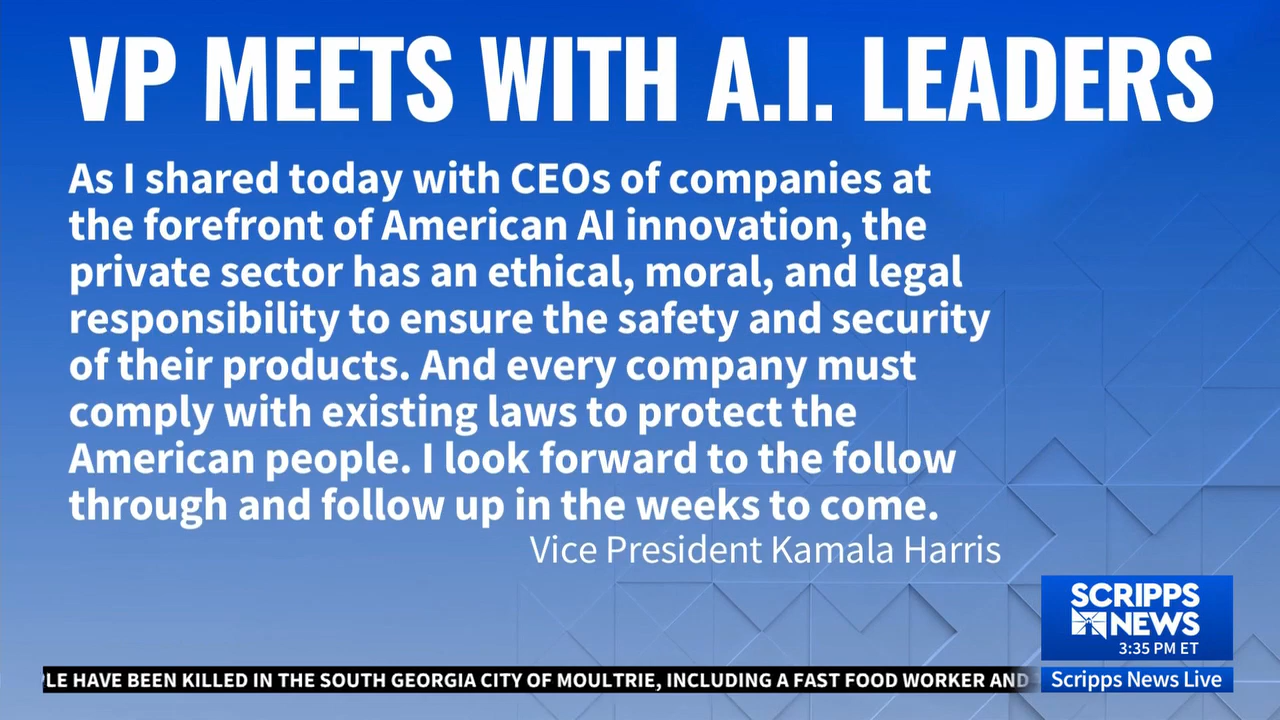 VP MEETS WITH A.I. LEADERS
As I shared today with CEOs of companies at
the forefront of American AI innovation, the
private sector has an ethical, moral, and legal
responsibility to ensure the safety and security
of their products. And every company must
comply with existing laws to protect the
American people. I look forward to the follow
through and follow up in the weeks to come.
Vice President Kamala Harris
SCRIPPS
NEWS
3:35 PM ET
LE HAVE BEEN KILLED IN THE SOUTH GEORGIA CITY OF MOULTRIE, INCLUDING A FAST FOOD WORKER AND
Scripps News Live